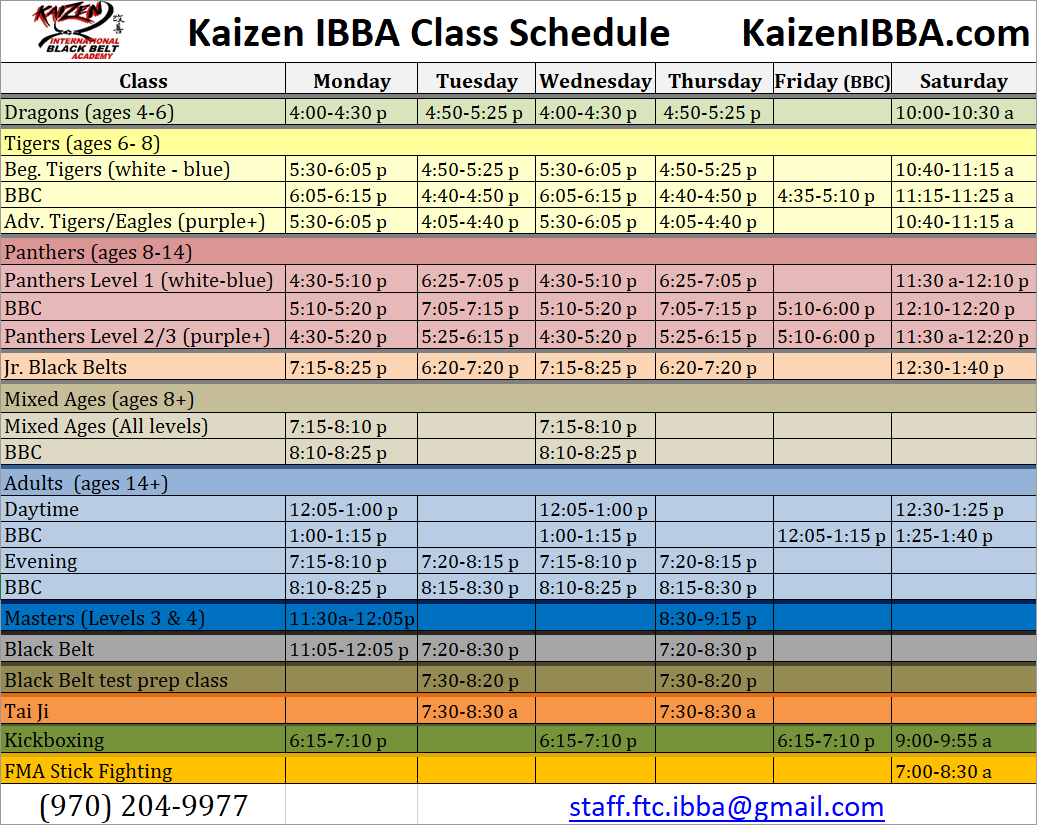 KAIZEN 改善
INTERNATIONAL
BLACK BELT
ACADEMY
Kaizen IBBA Class Schedule KaizenIBBA.com
Class Monday Tuesday Wednesday Thursday Friday (BBC) Saturday
Dragons (ages 4-6) 4:00-4:30 p 4:50-5:25 p 4:00-4:30 p 4:50-5:25 p 10:00-10:30 a
Tigers (ages 6- 8)
Beg. Tigers (white - blue) 5:30-6:05 p 4:50-5:25 p 5:30-6:05 p 4:50-5:25 p 10:40-11:15 a
BBC 6:05-6:15 p 4:40-4:50 p 6:05-6:15 p 4:40-4:50 p 4:35-5:10 p 11:15-11:25 a
Adv. Tigers/Eagles (purple+) 5:30-6:05 p 4:05-4:40 p 5:30-6:05 p 4:05-4:40 p 10:40-11:15 a
Panthers (ages 8-14)
Panthers Level 1 (white-blue) 4:30-5:10 p 6:25-7:05 p 4:30-5:10 p 6:25-7:05 p 11:30 a-12:10 p
BBC 5:10-5:20 p 7:05-7:15 p 5:10-5:20 p 7:05-7:15 p 5:10-6:00 p 12:10-12:20 p
Panthers Level 2/3 (purple+) 4:30-5:20 p 5:25-6:15 p 4:30-5:20 p 5:25-6:15 p 5:10-6:00 p 11:30 a-12:20 p
Jr. Black Belts 7:15-8:25 p 6:20-7:20 p 7:15-8:25 p 6:20-7:20 p 12:30-1:40 p
Mixed Ages (ages 8+)
Mixed Ages (All levels) 7:15-8:10 p 7:15-8:10 p
BBC 8:10-8:25 p 8:10-8:25 p
Adults (ages 14+)
Daytime 12:05-1:00 p 12:05-1:00 p 12:30-1:25 p
BBC 1:00-1:15 p 1:00-1:15 p 12:05-1:15 p 1:25-1:40 p
Evening 7:15-8:10 p 7:20-8:15 p 7:15-8:10 p 7:20-8:15 p
BBC 8:10-8:25 p 8:15-8:30 p 8:10-8:25 p 8:15-8:30 p
Masters (Levels 3 & 4) 11:30a-12:05p 8:30-9:15 p
Black Belt 11:05-12:05 p 7:20-8:30 p 7:20-8:30 p
Black Belt test prep class 7:30-8:20 p 7:30-8:20 p
Tai Ji 7:30-8:30 a 7:30-8:30 a
Kickboxing 6:15-7:10 p 6:15-7:10 p 6:15-7:10 p 9:00-9:55 a
FMA Stick Fighting 7:00-8:30 a
(970) 204-9977 staff.ftc.ibba@gmail.com